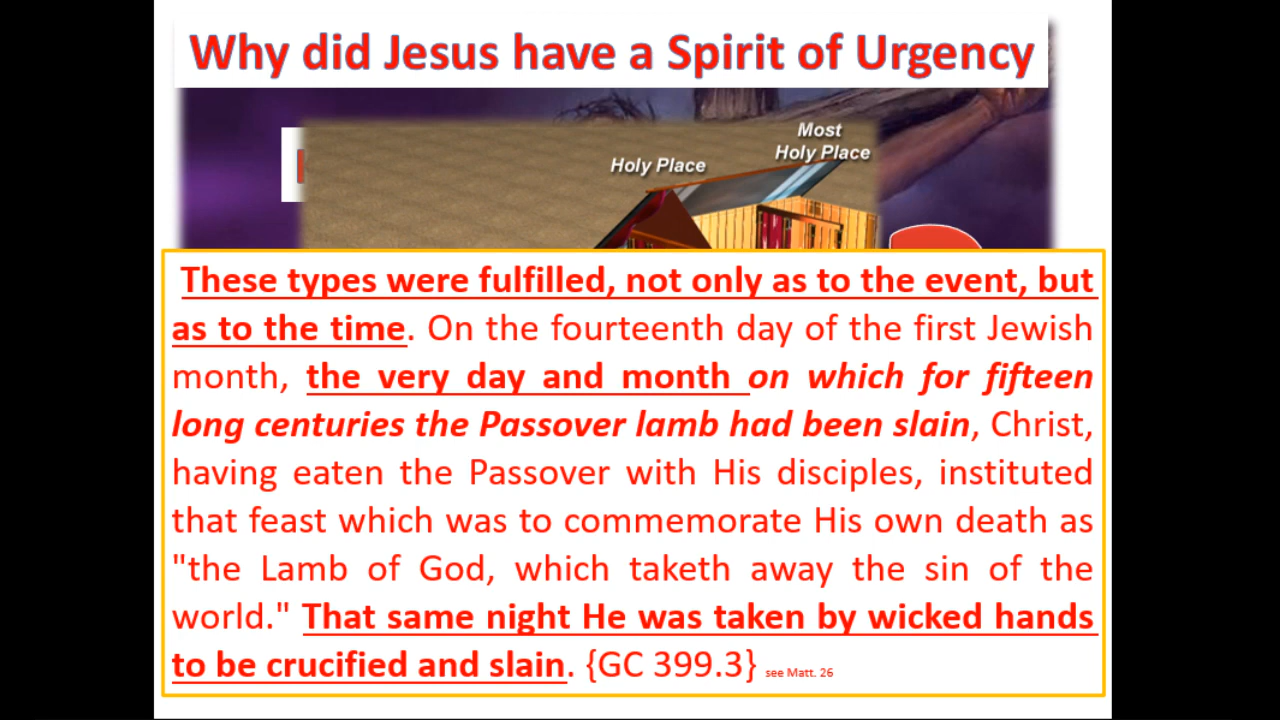 Why did Jesus have a Spirit of Urgency
Most
Holy Place
Holy Place
These types were fulfilled, not only as to the event, but
as to the time. On the fourteenth day of the first Jewish
month, the very day and month on which for fifteen
long centuries the Passover lamb had been slain, Christ,
having eaten the Passover with His disciples, instituted
that feast which was to commemorate His own death as
"the Lamb of God, which taketh away the sin of the
world." That same night He was taken by wicked hands
to be crucified and slain. {GC 399.3} see Matt. 26